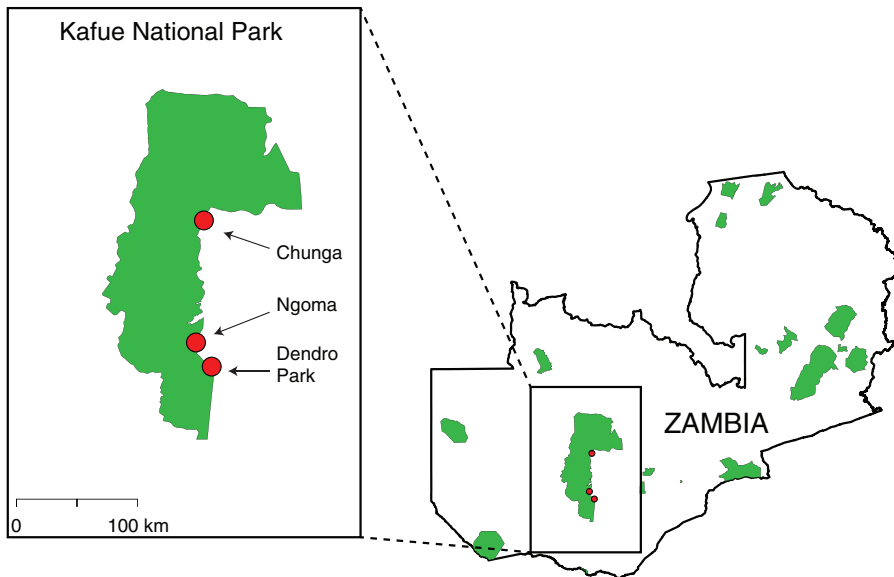 Kafue National Park
Chunga
Ngoma
Dendro
Park
0
100 km
ZAMBIA